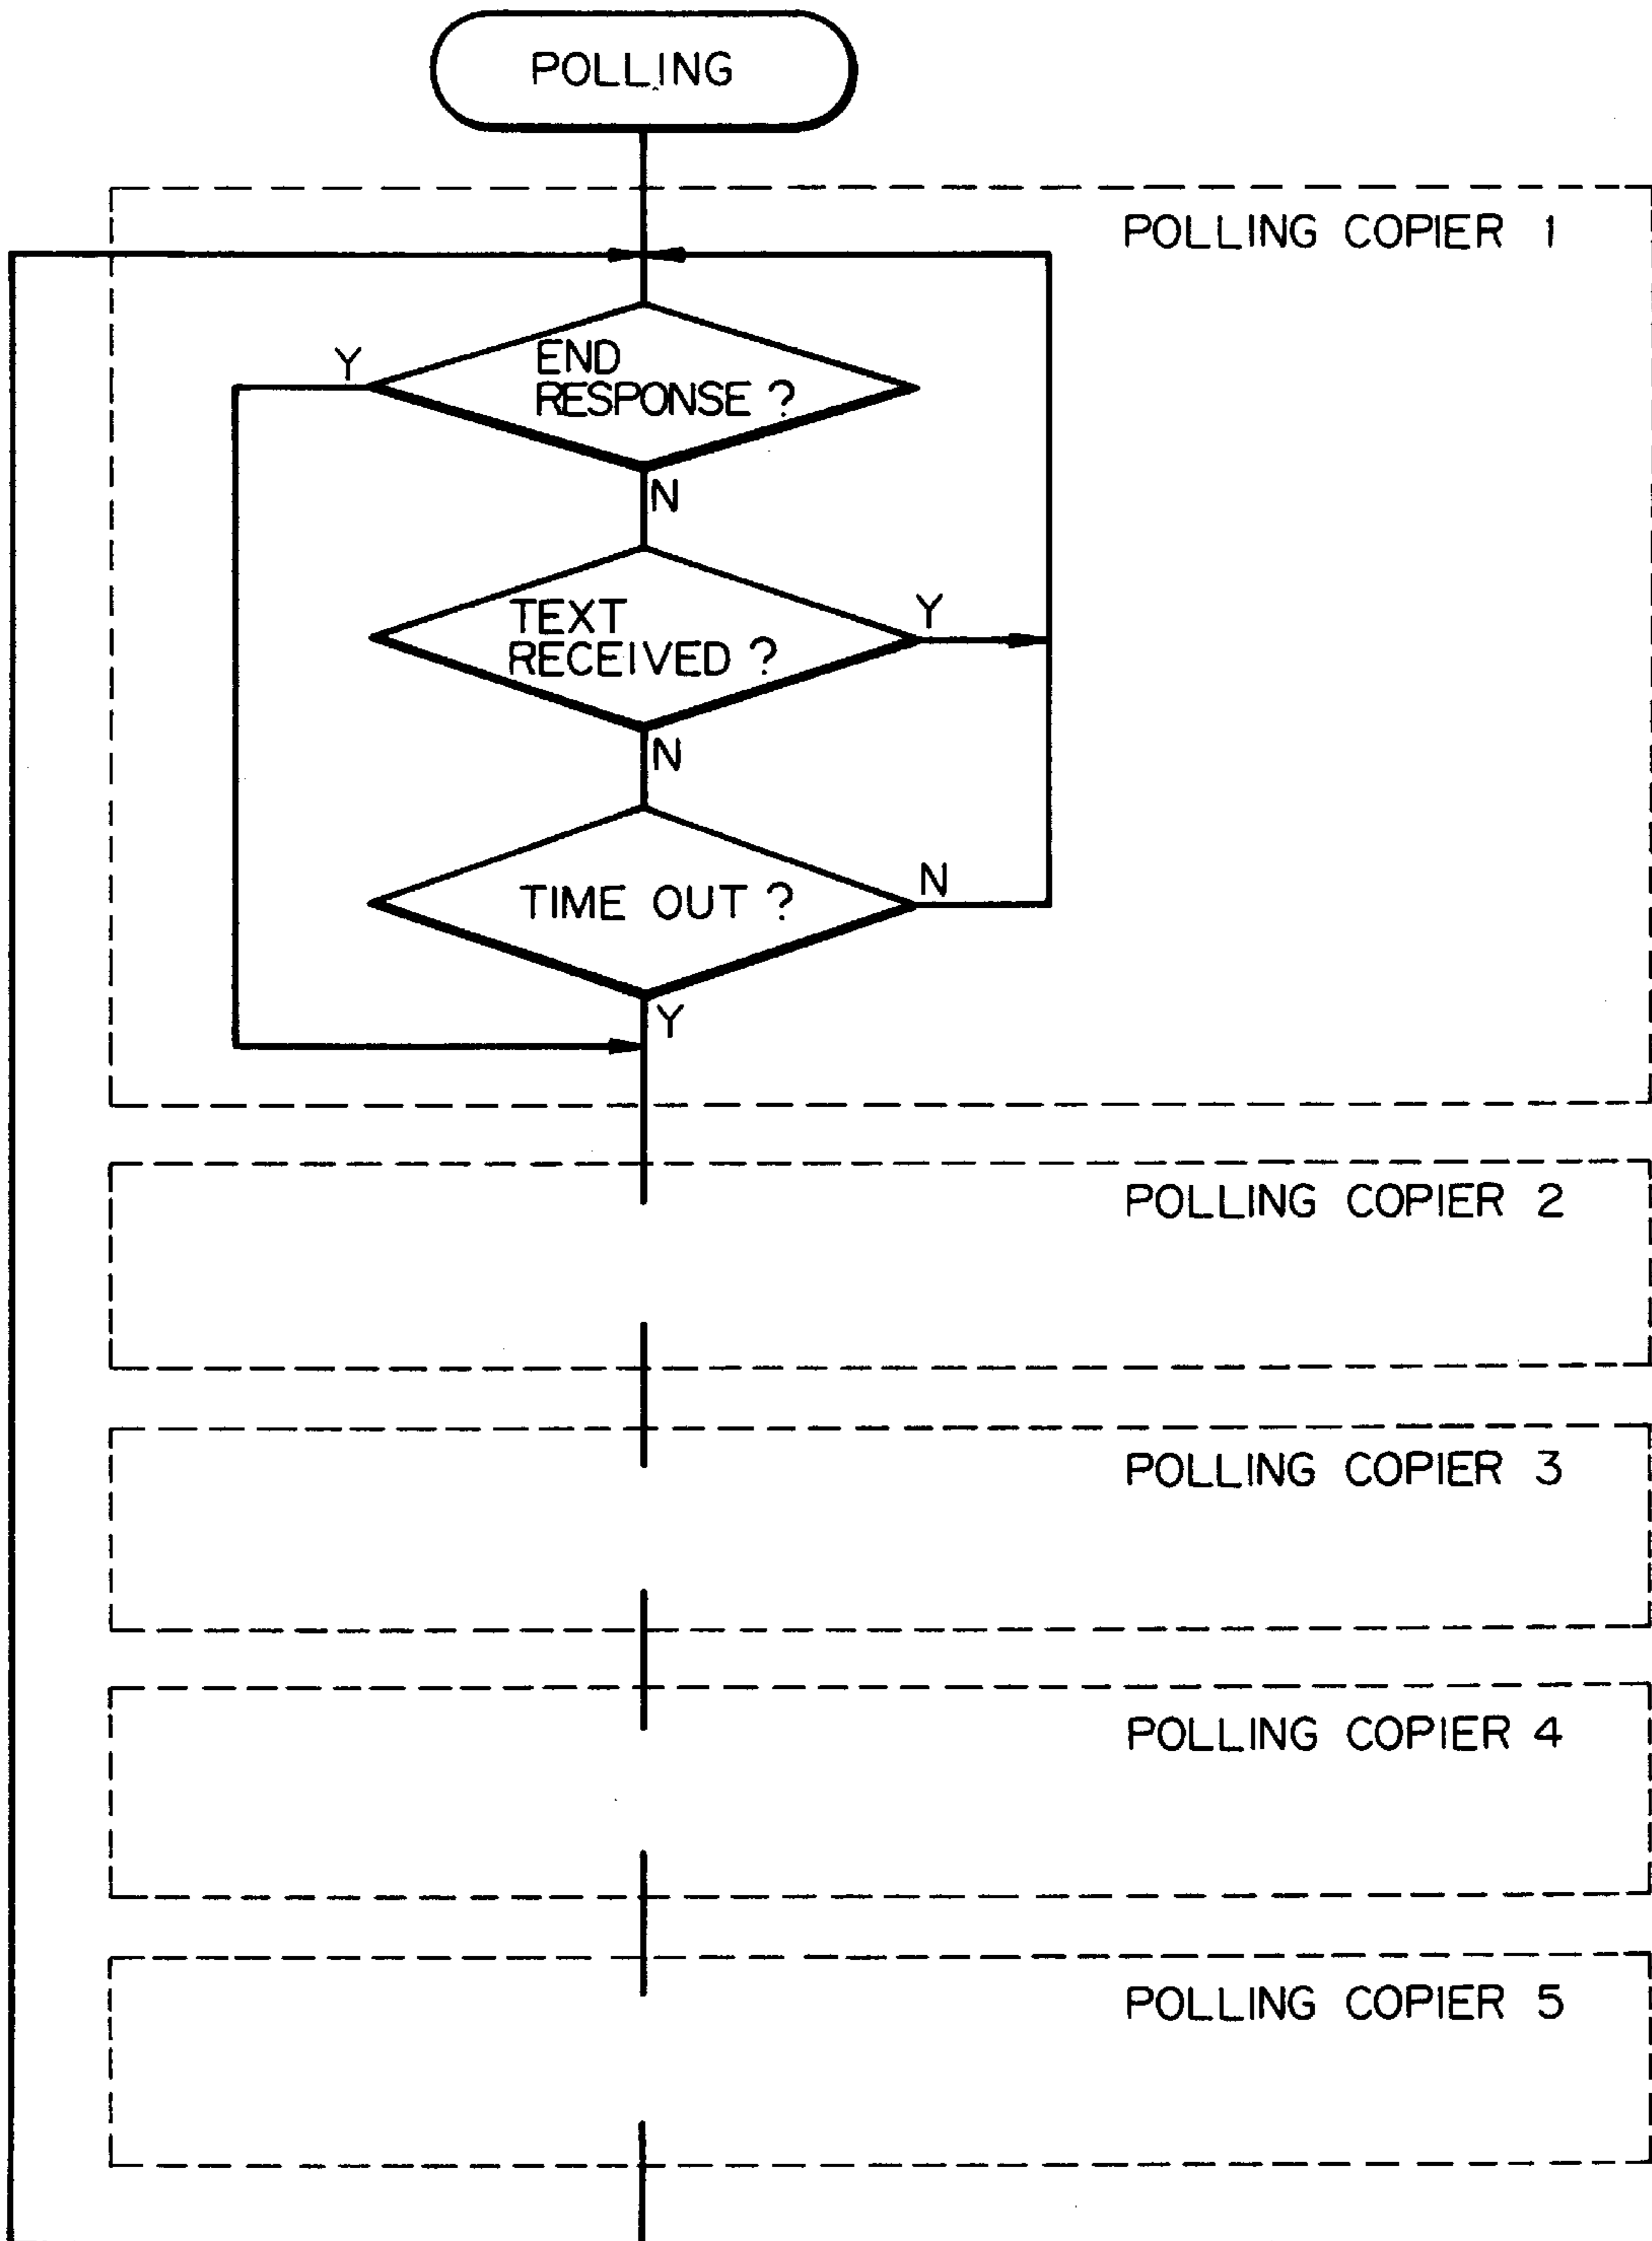 POLLING
POLLING COPIER 1
Y
END
RESPONSE ?
N
TEXT
RECEIVED ?
Y
N
TIME OUT ?
N
Y
POLLING COPIER 2
POLLING COPIER 3
POLLING COPIER 4
POLLING COPIER 5